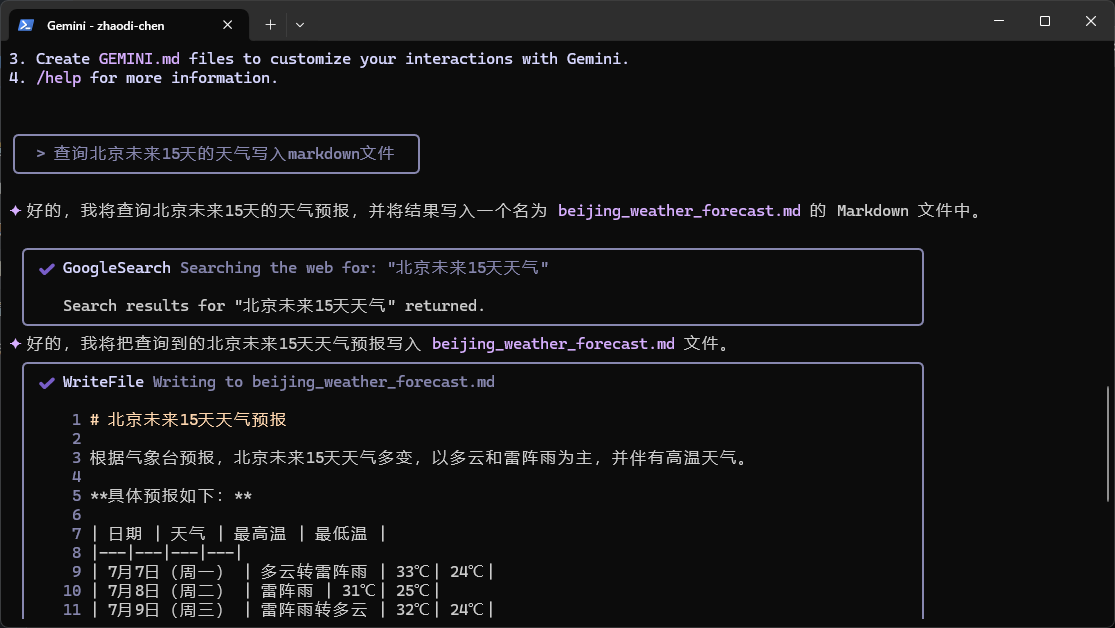 Gemini - zhaodi-chen
3. Create GEMINI.md files to customize your interactions with Gemini.
4. /help for more information.
> 查询北京未来15天的天气写入markdown文件
✦ 好的，我将查询北京未来15天的天气预报，并将结果写入一个名为 beijing_weather_forecast.md 的 Markdown 文件中。
✔ GoogleSearch Searching the web for: "北京未来15天天气"
Search results for "北京未来15天天气" returned.
✦ 好的，我将把查询到的北京未来15天天气预报写入 beijing_weather_forecast.md 文件。
✔ WriteFile Writing to beijing_weather_forecast.md
1 # 北京未来15天天气预报
2
3 根据气象台预报，北京未来15天天气多变，以多云和雷阵雨为主，并伴有高温天气。
4
5 **具体预报如下：**
6
7 | 日期 | 天气 | 最高温 | 最低温 |
8 |---|---|---|---|
9 | 7月7日（周一） | 多云转雷阵雨 | 33℃| 24℃|
10 | 7月8日（周二） | 雷阵雨 | 31℃| 25℃|
11 | 7月9日（周三） | 雷阵雨转多云 | 32℃| 24℃|